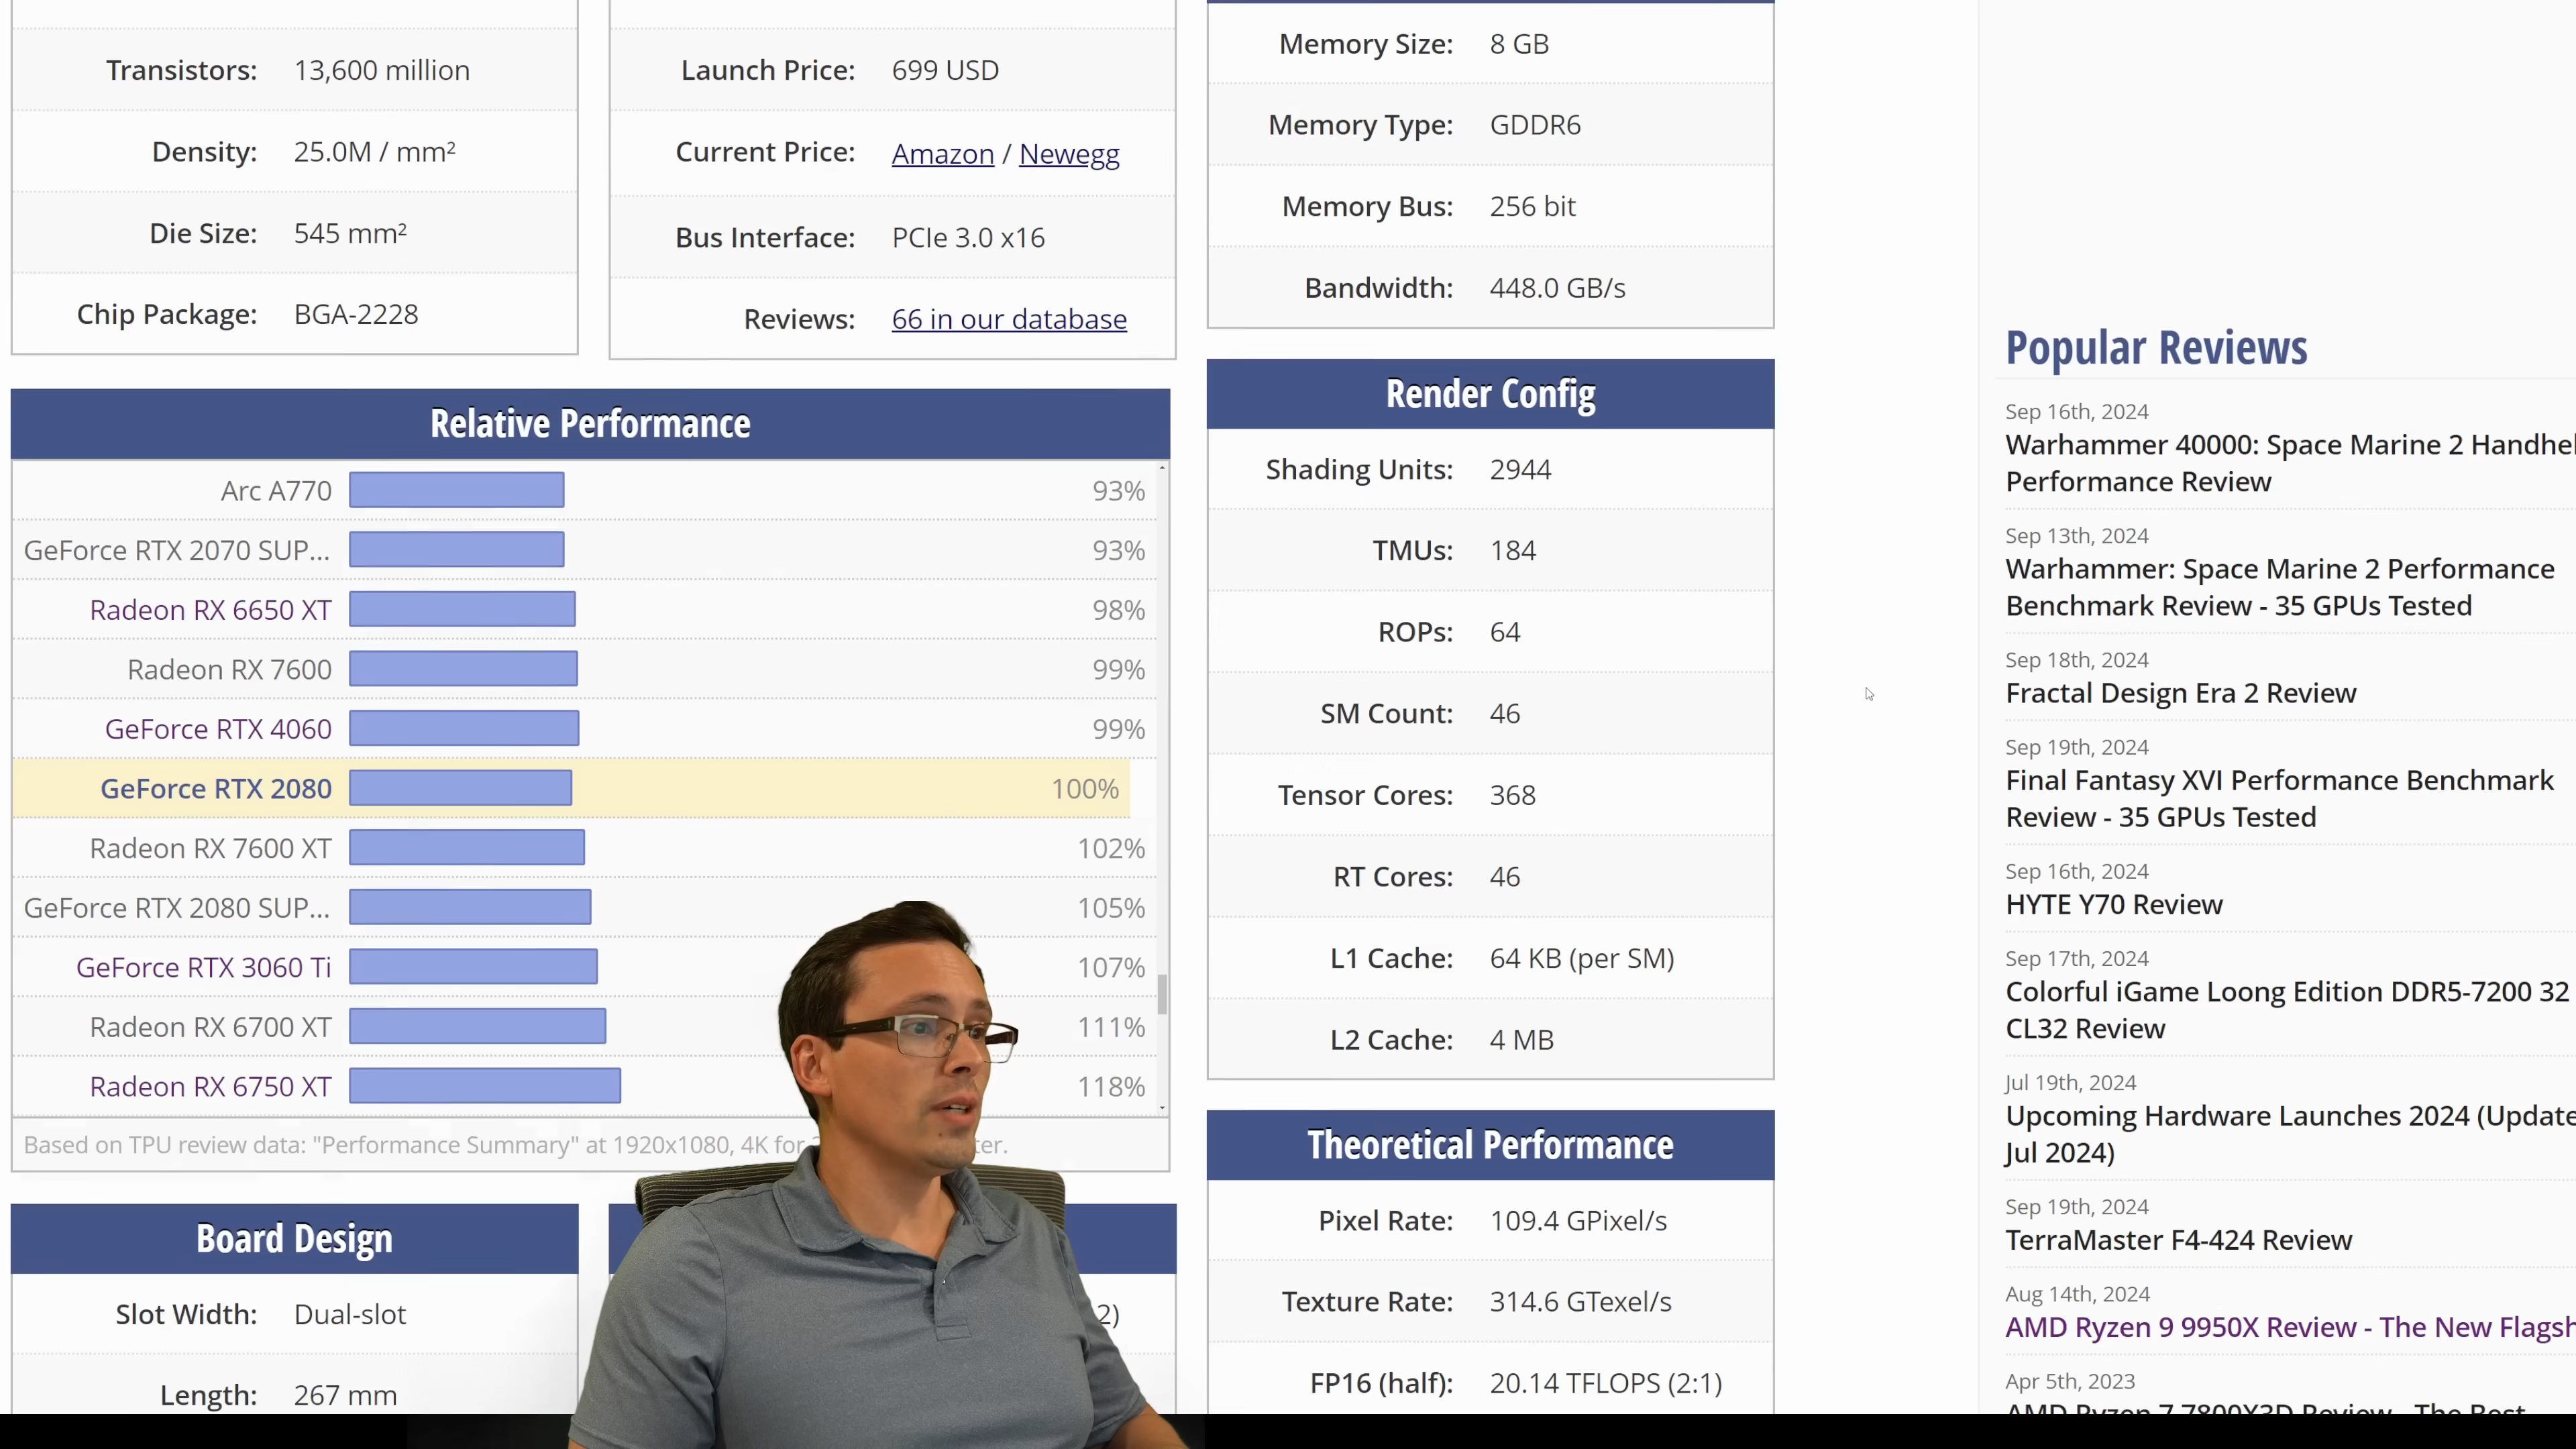 Transistors: 13,600 million
Density: 25.0M / mm²
Die Size: 545 mm²
Chip Package: BGA-2228
Launch Price: 699 USD
Current Price: Amazon / Newegg
Bus Interface: PCIe 3.0 x16
Reviews: 66 in our database
Relative Performance
Arc A770 93%
GeForce RTX 2070 SUP... 93%
Radeon RX 6650 XT 98%
Radeon RX 7600 99%
GeForce RTX 4060 99%
GeForce RTX 2080 100%
Radeon RX 7600 XT 102%
GeForce RTX 2080 SUP... 105%
GeForce RTX 3060 Ti 107%
Radeon RX 6700 XT 111%
Radeon RX 6750 XT 118%
Based on TPU review data: "Performance Summary" at 1920x1080, 4K for
Board Design
Slot Width: Dual-slot
Length: 267 mm
2)
Memory Size: 8 GB
Memory Type: GDDR6
Memory Bus: 256 bit
Bandwidth: 448.0 GB/s
Render Config
Shading Units: 2944
TMUs: 184
ROPs: 64
SM Count: 46
Tensor Cores: 368
RT Cores: 46
L1 Cache: 64 KB (per SM)
L2 Cache: 4 MB
Theoretical Performance
Pixel Rate: 109.4 GPixel/s
Texture Rate: 314.6 GTexel/s
FP16 (half): 20.14 TFLOPS (2:1)
Popular Reviews
Sep 16th, 2024
Warhammer 40000: Space Marine 2 Handhel
Performance Review
Sep 13th, 2024
Warhammer: Space Marine 2 Performance
Benchmark Review - 35 GPUs Tested
Sep 18th, 2024
Fractal Design Era 2 Review
Sep 19th, 2024
Final Fantasy XVI Performance Benchmark
Review - 35 GPUs Tested
Sep 16th, 2024
HYTE Y70 Review
Sep 17th, 2024
Colorful iGame Loong Edition DDR5-7200 32
CL32 Review
Jul 19th, 2024
Upcoming Hardware Launches 2024 (Update
Jul 2024)
Sep 19th, 2024
TerraMaster F4-424 Review
Aug 14th, 2024
AMD Ryzen 9 9950X Review - The New Flagsh
Apr 5th, 2023
AMD Ryzen 7 7800X3D Review - The Best